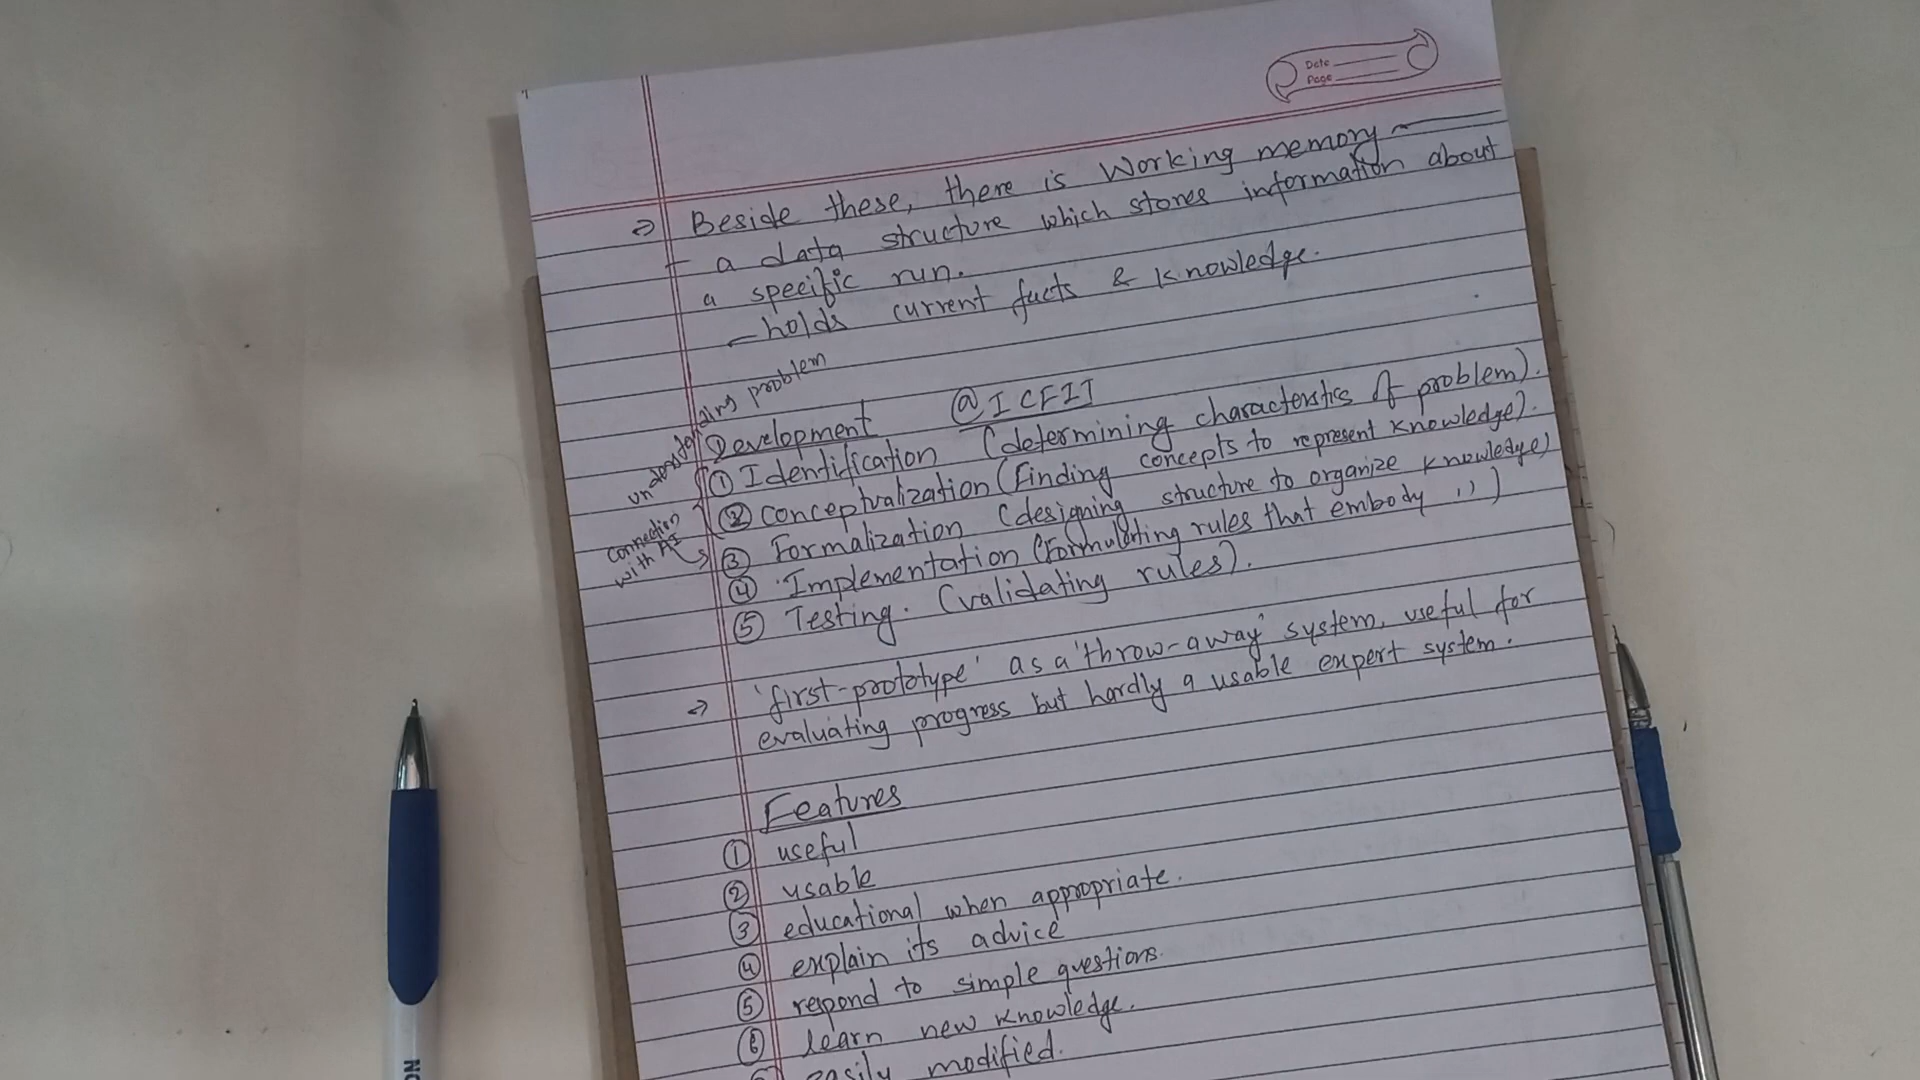 Date
Page
⇒ Beside these, there is Working memory
– a data structure which stores information about
a specific run.
– holds current facts & knowledge.
understanding problem
Development @ICFIT
① Identification (determining characteristics of problem).
② Conceptualization (Finding concepts to represent knowledge).
connection with AI
③ Formalization (designing structure to organize knowledge)
④ Implementation (Formulating rules that embody ,,)
⑤ Testing. (validating rules).
⇒ 'first-prototype' as a 'throw-away' system, useful for
evaluating progress but hardly a usable expert system.
Features
① useful
② usable
③ educational when appropriate.
④ explain its advice
⑤ respond to simple questions.
⑥ learn new knowledge.
easily modified.